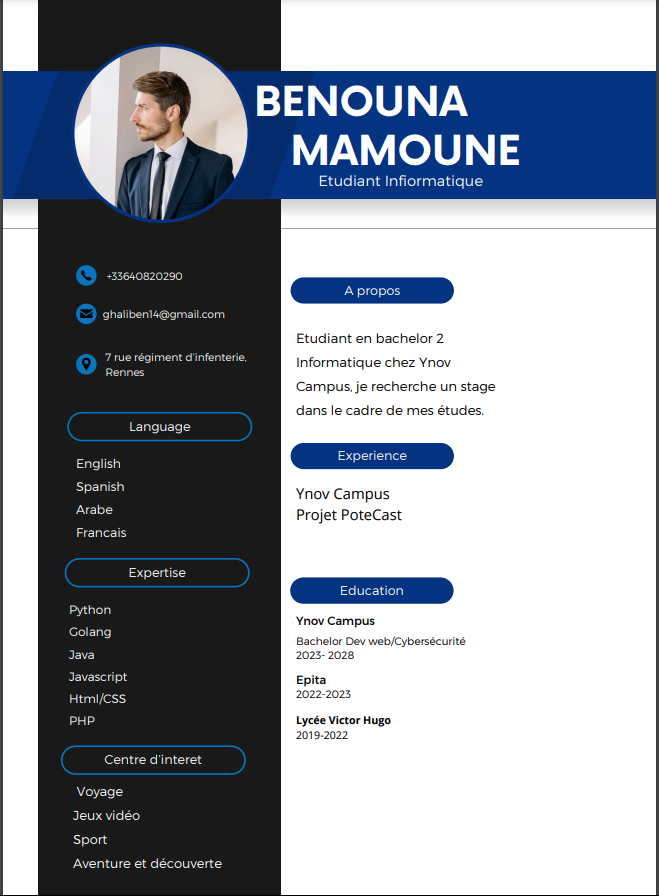 BENOUNA
MAMOUNE
Etudiant Infiormatique
+33640820290
ghaliben14@gmail.com
7 rue régiment d'infenterie,
Rennes
Language
English
Spanish
Arabe
Francais
Expertise
Python
Golang
Java
Javascript
Html/CSS
PHP
Centre d'interet
Voyage
Jeux vidéo
Sport
Aventure et découverte
A propos
Etudiant en bachelor 2
Informatique chez Ynov
Campus, je recherche un stage
dans le cadre de mes études.
Experience
Ynov Campus
Projet PoteCast
Education
Ynov Campus
Bachelor Dev web/Cybersécurité
2023- 2028
Epita
2022-2023
Lycée Victor Hugo
2019-2022